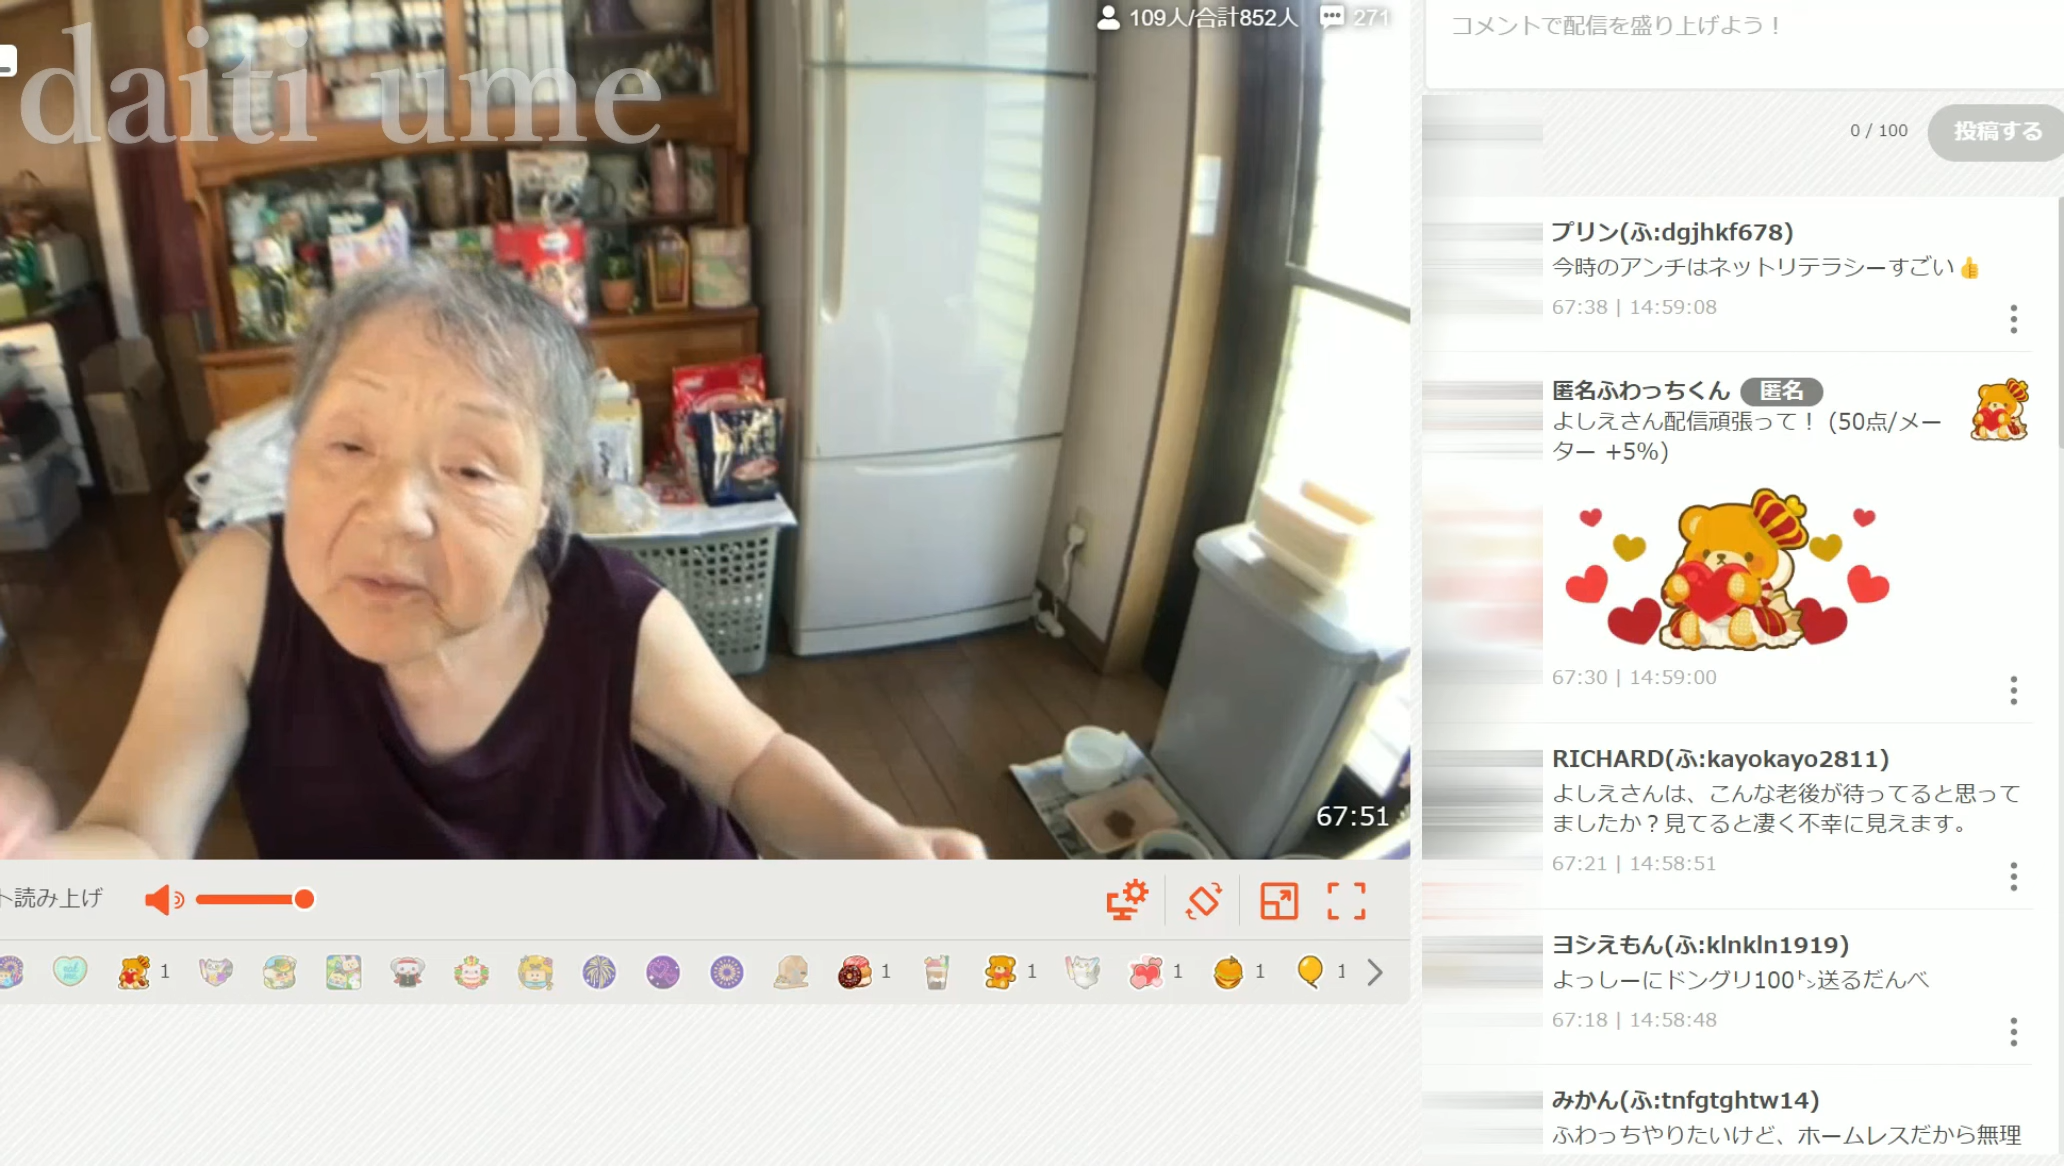 daiti ume
109人/合計852人 271
67:51
ト読み上げ
1
1
1
1
1
1
コメントで配信を盛り上げよう！
0 / 100
投稿する
プリン(ふ:dgjhkf678)
今時のアンチはネットリテラシーすごい👍
67:38 | 14:59:08
匿名ふわっちくん 匿名
よしえさん配信頑張って！ (50点/メー
ター +5%)
67:30 | 14:59:00
RICHARD(ふ:kayokayo2811)
よしえさんは、こんな老後が待ってると思って
ましたか？見てると凄く不幸に見えます。
67:21 | 14:58:51
ヨシえもん(ふ:klnkln1919)
よっしーにドングリ100㌧送るだんべ
67:18 | 14:58:48
みかん(ふ:tnfgtghtw14)
ふわっちやりたいけど、ホームレスだから無理